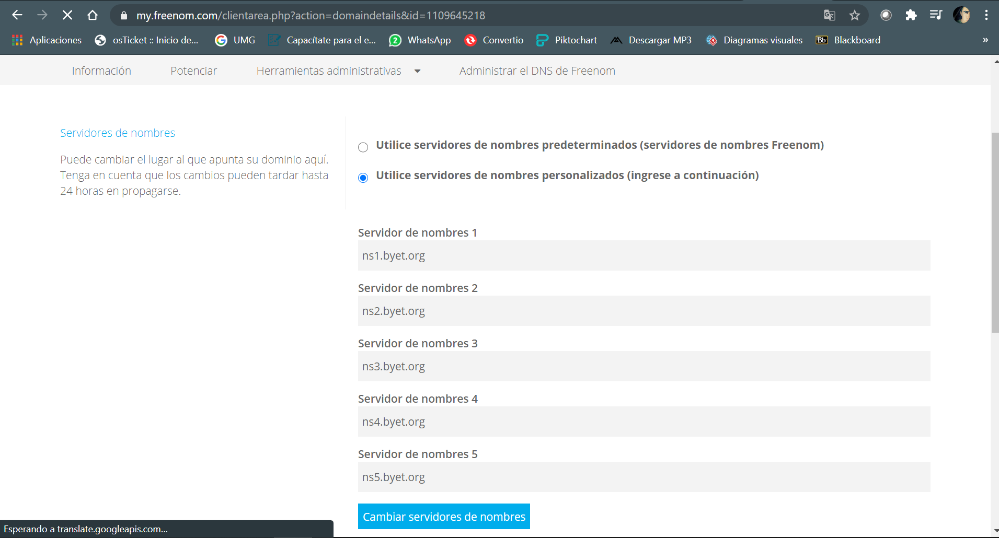 my.freenom.com/clientarea.php?action=domaindetails&id=1109645218
Aplicaciones osTicket :: Inicio de... UMG Capacítate para el e... 2 WhatsApp Convertio Piktochart Descargar MP3 Diagramas visuales Bb Blackboard »
Información Potenciar Herramientas administrativas Administrar el DNS de Freenom
Servidores de nombres
Puede cambiar el lugar al que apunta su dominio aquí.
Tenga en cuenta que los cambios pueden tardar hasta
24 horas en propagarse.
Utilice servidores de nombres predeterminados (servidores de nombres Freenom)
Utilice servidores de nombres personalizados (ingrese a continuación)
Servidor de nombres 1
ns1.byet.org
Servidor de nombres 2
ns2.byet.org
Servidor de nombres 3
ns3.byet.org
Servidor de nombres 4
ns4.byet.org
Servidor de nombres 5
ns5.byet.org
Cambiar servidores de nombres
Esperando a translate.googleapis.com...